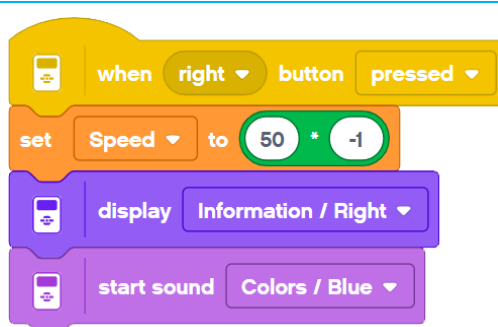 when right button pressed
set Speed to 50 * -1
display Information / Right
start sound Colors / Blue